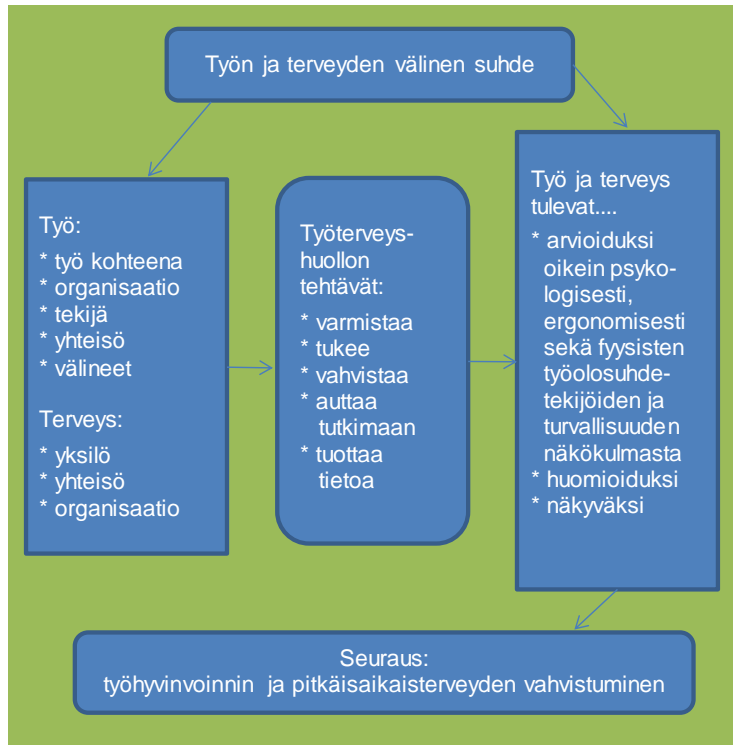 Työn ja terveyden välinen suhde
Työ:
* työ kohteena
* organisaatio
* tekijä
* yhteisö
* välineet
Terveys:
* yksilö
* yhteisö
* organisaatio
Työterveys-
huollon
tehtävät:
* varmistaa
* tukee
* vahvistaa
* auttaa
tutkimaan
* tuottaa
tietoa
Työ ja terveys
tulevat....
* arvioiduksi
oikein psyko-
logisesti,
ergonomisesti
sekä fyysisten
työolosuhde-
tekijöiden ja
turvallisuuden
näkökulmasta
* huomioiduksi
* näkyväksi
Seuraus:
työhyvinvoinnin ja pitkäisaikaisterveyden vahvistuminen